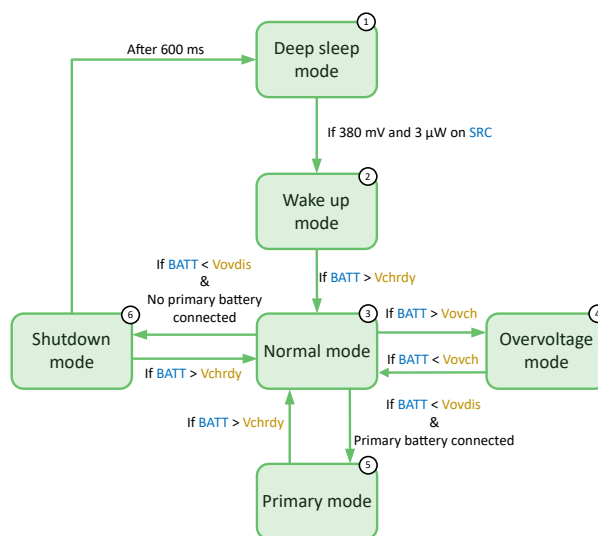 1
After 600 ms
Deep sleep
mode
If 380 mV and 3 µW on SRC
2
Wake up
mode
If BATT < Vovdis
&
No primary battery
connected
If BATT > Vchrdy
6
3
4
Shutdown
mode
Normal mode
If BATT > Vovch
Overvoltage
mode
If BATT > Vchrdy
If BATT < Vovch
If BATT > Vchrdy
If BATT < Vovdis
&
Primary battery connected
5
Primary mode